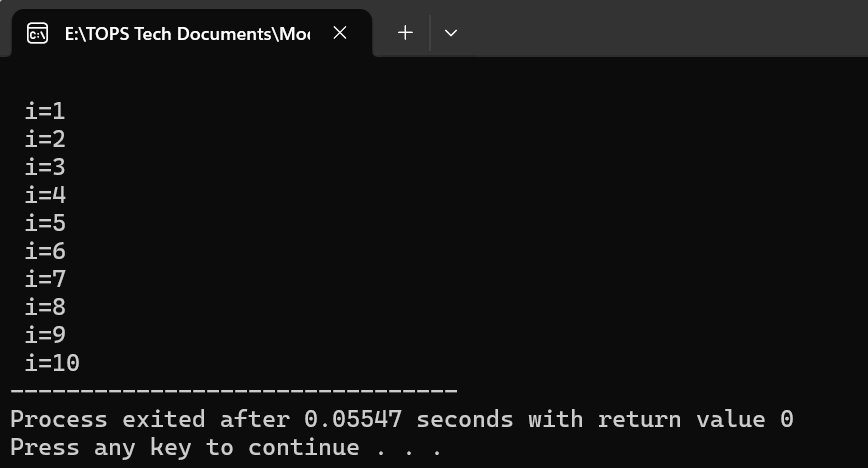 E:\TOPS Tech Documents\Mo
i=1
i=2
i=3
i=4
i=5
i=6
i=7
i=8
i=9
i=10
--------------------------------
Process exited after 0.05547 seconds with return value 0
Press any key to continue . . .